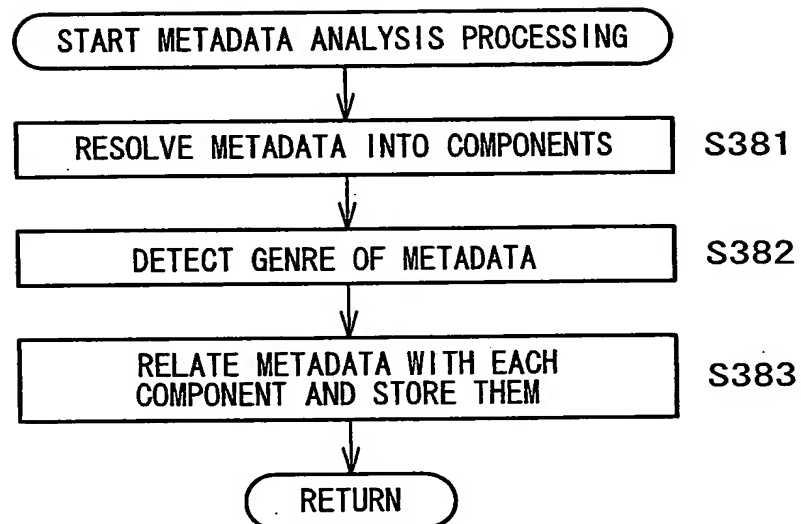 START METADATA ANALYSIS PROCESSING
RESOLVE METADATA INTO COMPONENTS
S381
DETECT GENRE OF METADATA
S382
RELATE METADATA WITH EACH
COMPONENT AND STORE THEM
S383
RETURN